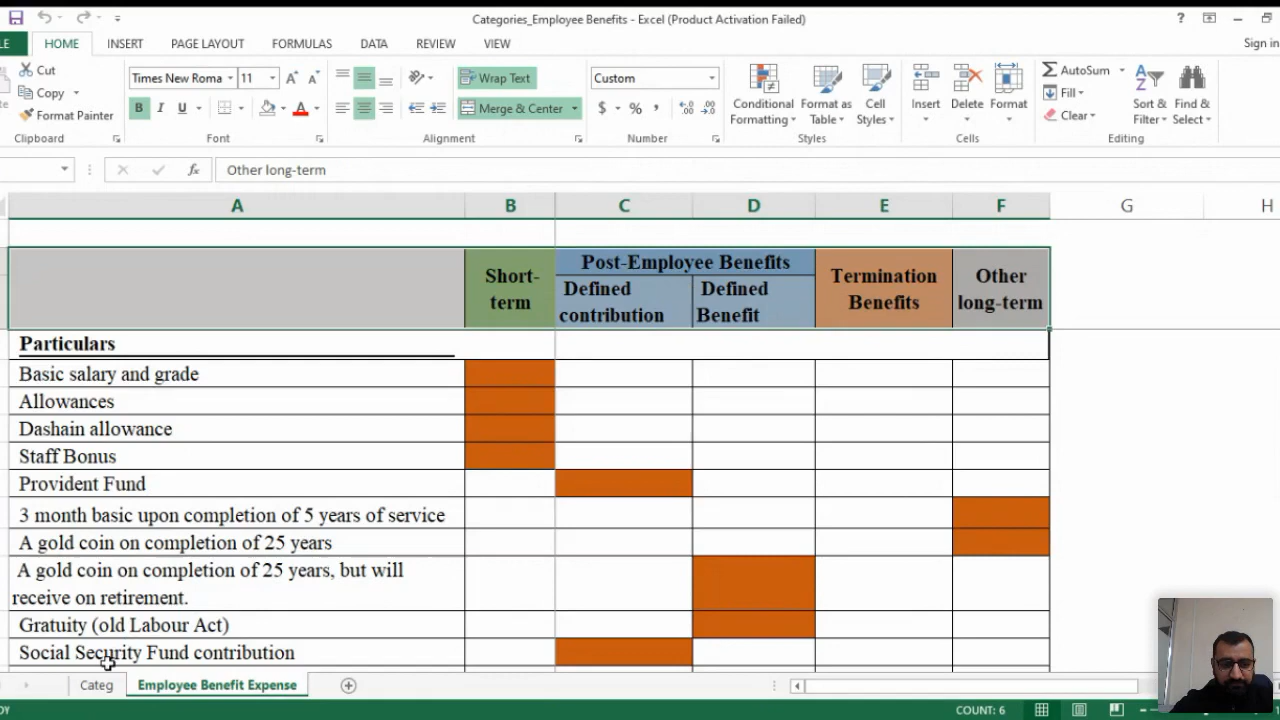 Categories_Employee Benefits - Excel (Product Activation Failed)
?
LE
HOME
INSERT
PAGE LAYOUT
FORMULAS
DATA
REVIEW
VIEW
Sign in
Cut
Copy
Format Painter
Clipboard
Times New Roma
11
B I U
Font
Wrap Text
Merge & Center
Alignment
Custom
$ % ,
Number
Conditional
Formatting
Format as
Table
Cell
Styles
Styles
Insert
Delete
Format
Cells
AutoSum
Fill
Clear
Sort &
Filter
Find &
Select
Editing
fx
Other long-term
A B C D E F G H
Short-
term
Post-Employee Benefits
Defined
contribution
Defined
Benefit
Termination
Benefits
Other
long-term
Particulars
Basic salary and grade
Allowances
Dashain allowance
Staff Bonus
Provident Fund
3 month basic upon completion of 5 years of service
A gold coin on completion of 25 years
A gold coin on completion of 25 years, but will
receive on retirement.
Gratuity (old Labour Act)
Social Security Fund contribution
Categ
Employee Benefit Expense
DY
COUNT: 6